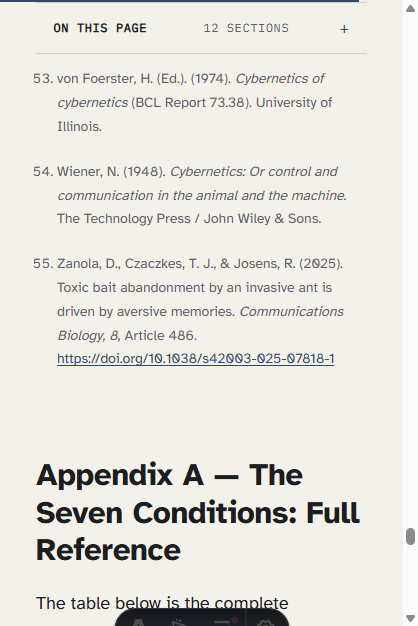 ON THIS PAGE 12 SECTIONS +
53. von Foerster, H. (Ed.). (1974). Cybernetics of
cybernetics (BCL Report 73.38). University of
Illinois.
54. Wiener, N. (1948). Cybernetics: Or control and
communication in the animal and the machine.
The Technology Press / John Wiley & Sons.
55. Zanola, D., Czaczkes, T. J., & Josens, R. (2025).
Toxic bait abandonment by an invasive ant is
driven by aversive memories. Communications
Biology, 8, Article 486.
https://doi.org/10.1038/s42003-025-07818-1
Appendix A — The
Seven Conditions: Full
Reference
The table below is the complete